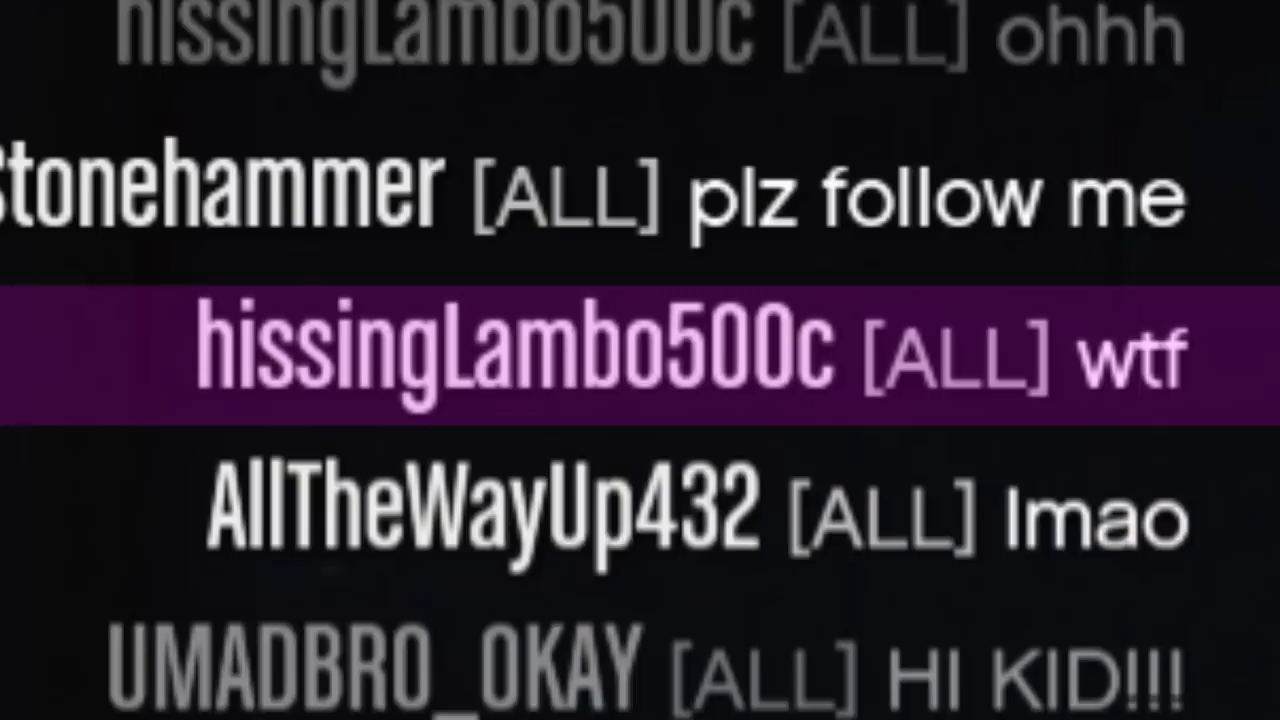 hissingLambo500c [ALL] ohhh
Stonehammer [ALL] plz follow me
hissingLambo500c [ALL] wtf
AllTheWayUp432 [ALL] lmao
UMADBRO_OKAY [ALL] HI KID!!!